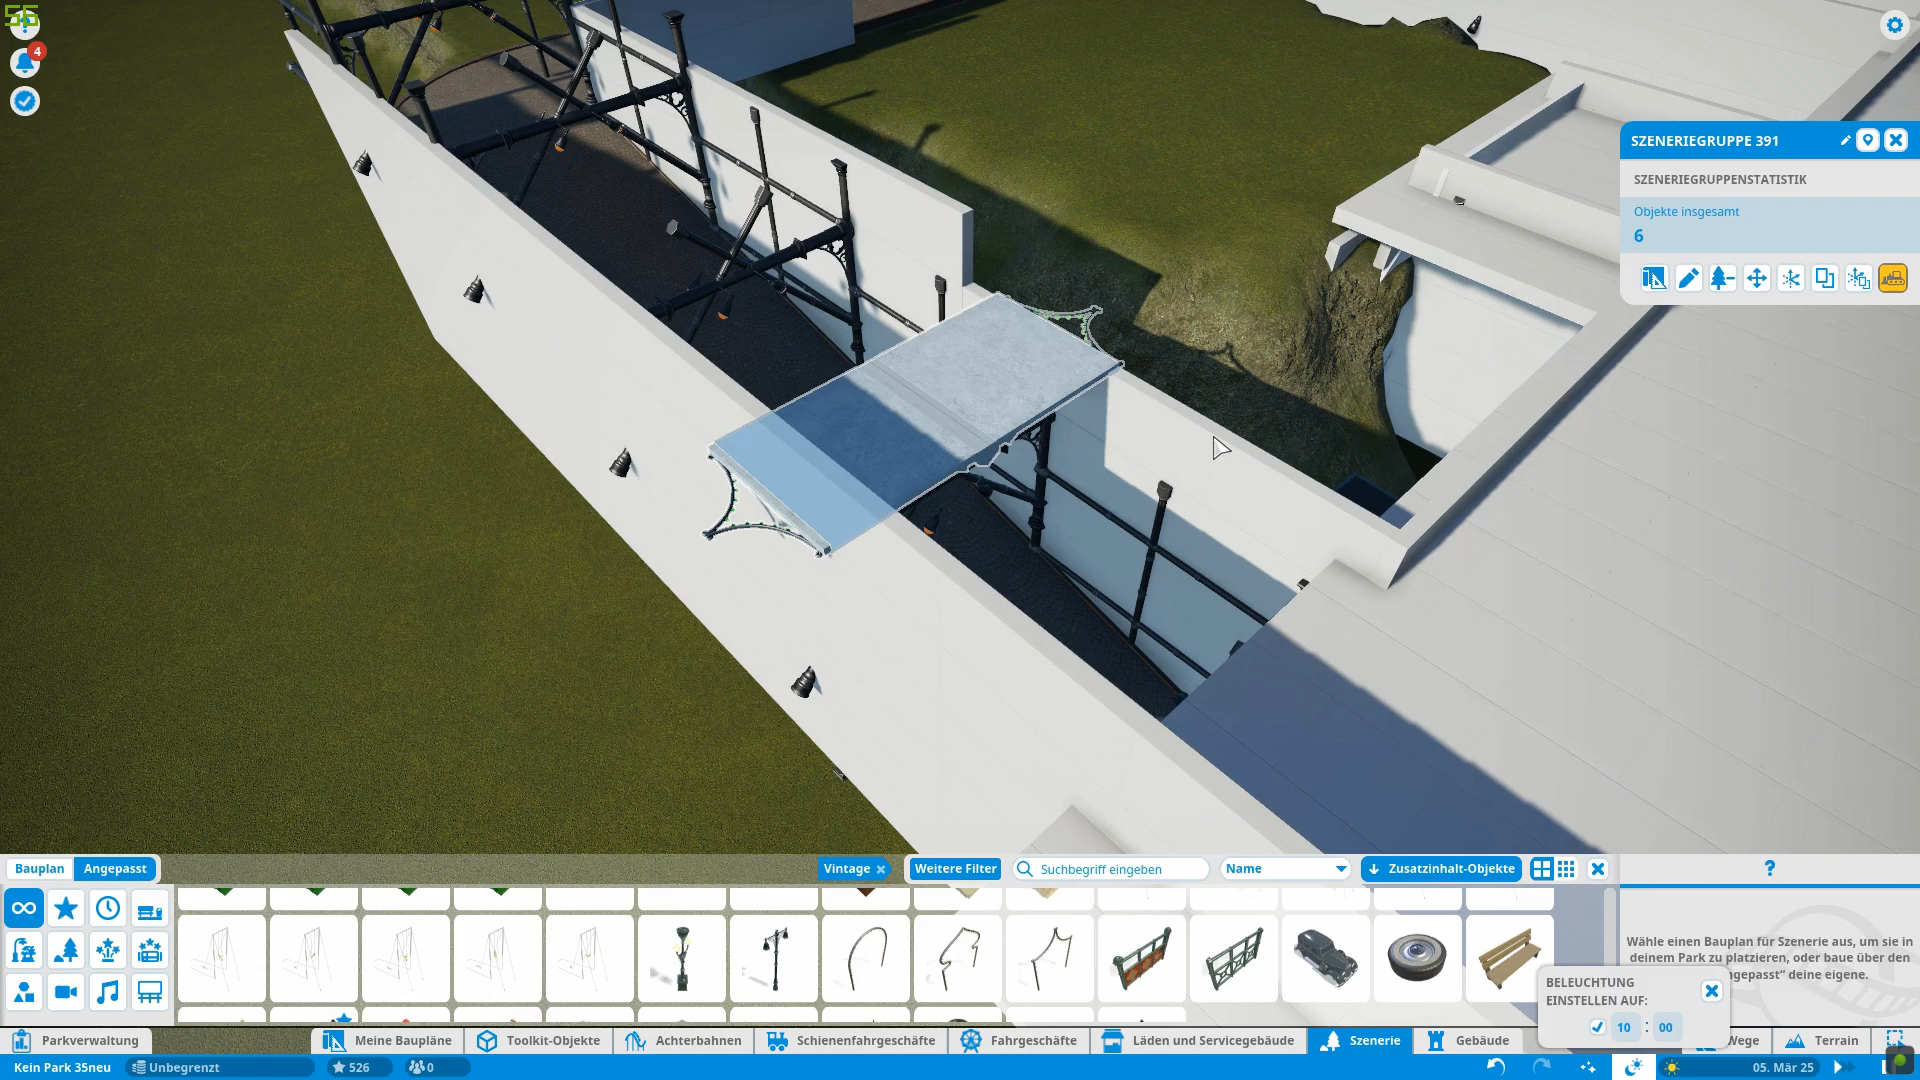 56
4
SZENERIEGRUPPE 391
SZENERIEGRUPPENSTATISTIK
Objekte insgesamt
6
Bauplan
Angepasst
Vintage
Weitere Filter
Suchbegriff eingeben
Name
Zusatzinhalt-Objekte
?
Wähle einen Bauplan für Szenerie aus, um sie in
deinem Park zu platzieren, oder baue über den
ngepasst“ deine eigene.
BELEUCHTUNG
EINSTELLEN AUF:
10 : 00
Parkverwaltung
Meine Baupläne
Toolkit-Objekte
Achterbahnen
Schienenfahrgeschäfte
Fahrgeschäfte
Läden und Servicegebäude
Szenerie
Gebäude
Wege
Terrain
Kein Park 35neu
Unbegrenzt
526
0
05. Mär 25